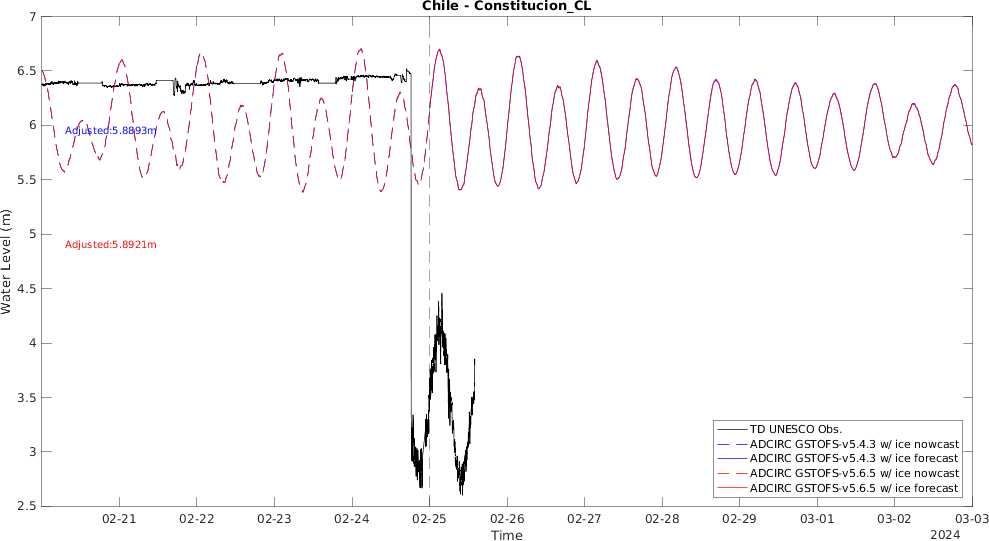 Chile - Constitucion_CL
7
6.5
6
5.5
5
4.5
4
3.5
3
2.5
Water Level (m)
Adjusted:5.8893m
Adjusted:5.8921m
TD UNESCO Obs.
ADCIRC GSTOFS-v5.4.3 w/ ice nowcast
ADCIRC GSTOFS-v5.4.3 w/ ice forecast
ADCIRC GSTOFS-v5.6.5 w/ ice nowcast
ADCIRC GSTOFS-v5.6.5 w/ ice forecast
02-21 02-22 02-23 02-24 02-25 02-26 02-27 02-28 02-29 03-01 03-02 03-03
Time
2024